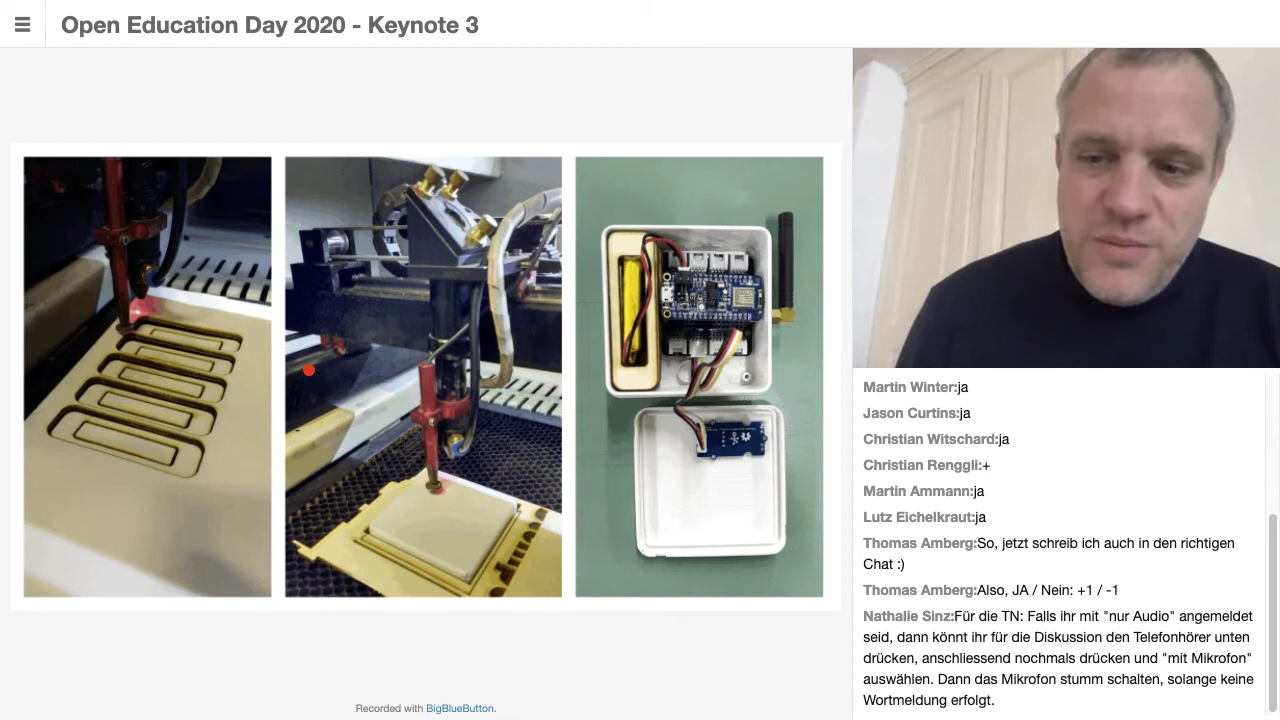 Open Education Day 2020 - Keynote 3
Martin Winter:ja
Jason Curtins:ja
Christian Witschard:ja
Christian Renggli:+
Martin Ammann:ja
Lutz Eichelkraut:ja
Thomas Amberg:So, jetzt schreib ich auch in den richtigen
Chat :)
Thomas Amberg:Also, JA / Nein: +1 / -1
Nathalie Sinz:Für die TN: Falls ihr mit "nur Audio" angemeldet
seid, dann könnt ihr für die Diskussion den Telefonhörer unten
drücken, anschliessend nochmals drücken und "mit Mikrofon"
auswählen. Dann das Mikrofon stumm schalten, solange keine
Wortmeldung erfolgt.
Recorded with BigBlueButton.